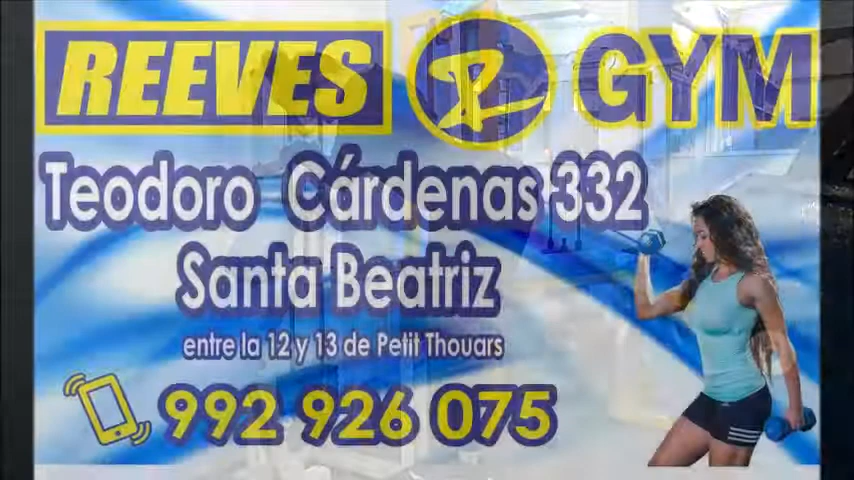 REEVES R GYM
Teodoro Cárdenas 332
Santa Beatriz
entre la 12 y 13 de Petit Thouars
992 926 075